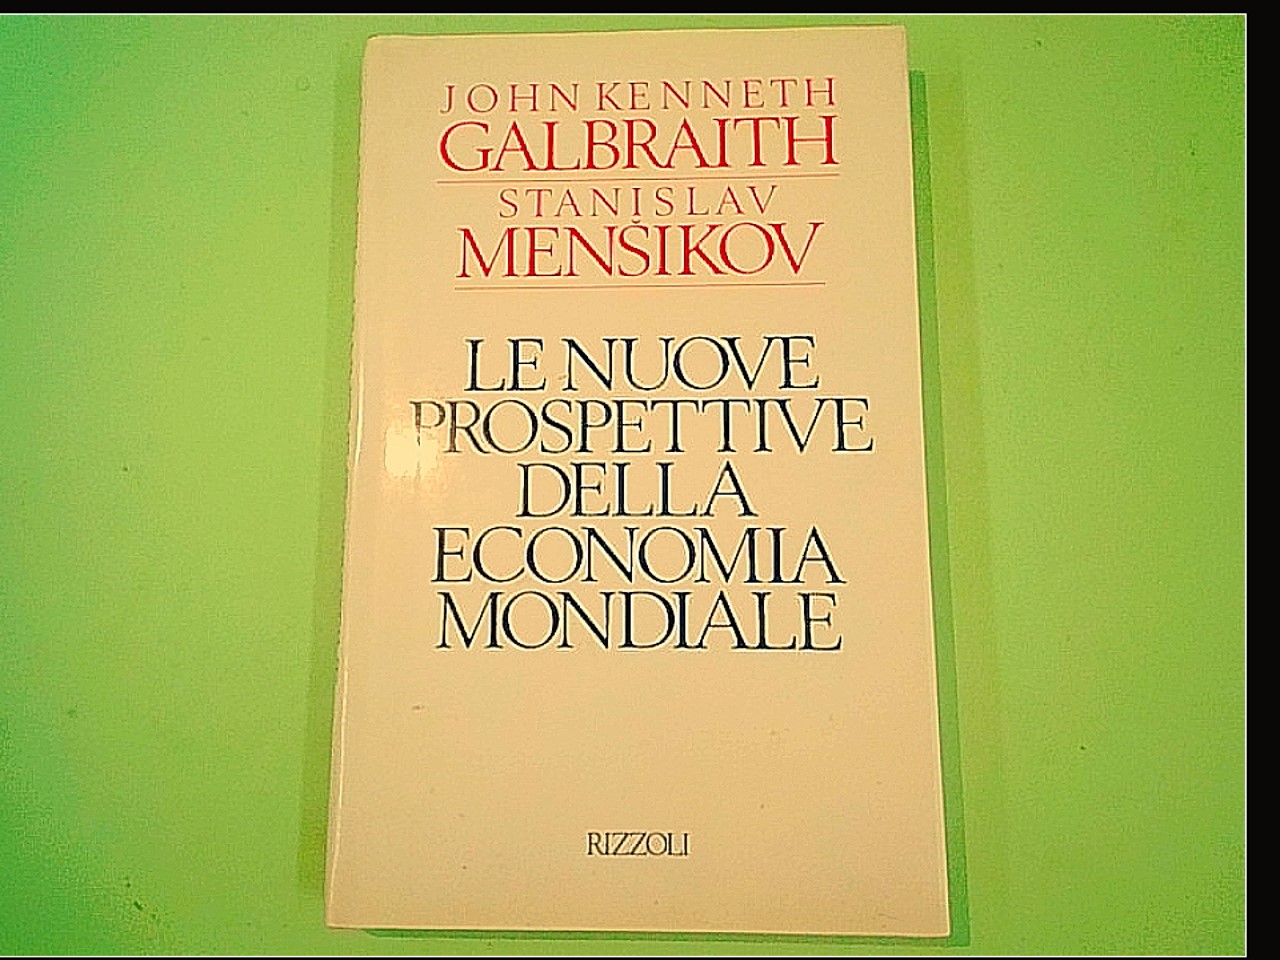 JOHN KENNETH
GALBRAITH
STANISLAV
MENŠIKOV
LE NUOVE
PROSPETTIVE
DELLA
ECONOMIA
MONDIALE
RIZZOLI